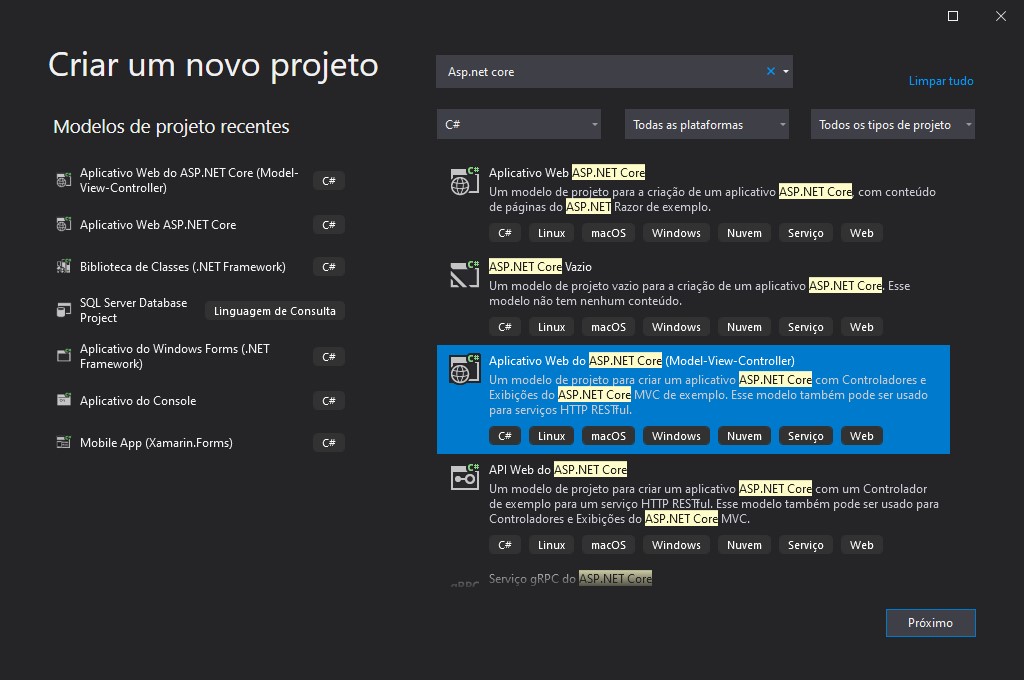 Criar um novo projeto
Modelos de projeto recentes
Aplicativo Web do ASP.NET Core (Model-
View-Controller)
C#
Aplicativo Web ASP.NET Core
C#
Biblioteca de Classes (.NET Framework)
C#
SQL Server Database
Project
Linguagem de Consulta
Aplicativo do Windows Forms (.NET
Framework)
C#
Aplicativo do Console
C#
Mobile App (Xamarin.Forms)
C#
Asp.net core
Limpar tudo
C#
Todas as plataformas
Todos os tipos de projeto
C#
Aplicativo Web ASP.NET Core
Um modelo de projeto para a criação de um aplicativo ASP.NET Core, com conteúdo
de páginas do ASP.NET Razor de exemplo.
C# Linux macOS Windows Nuvem Serviço Web
C#
ASP.NET Core Vazio
Um modelo de projeto vazio para a criação de um aplicativo ASP.NET Core. Esse
modelo não tem nenhum conteúdo.
C# Linux macOS Windows Nuvem Serviço Web
C#
Aplicativo Web do ASP.NET Core (Model-View-Controller)
Um modelo de projeto para criar um aplicativo ASP.NET Core com Controladores e
Exibições do ASP.NET Core MVC de exemplo. Esse modelo também pode ser usado
para serviços HTTP RESTful.
C# Linux macOS Windows Nuvem Serviço Web
C#
API Web do ASP.NET Core
Um modelo de projeto para criar um aplicativo ASP.NET Core com um Controlador
de exemplo para um serviço HTTP RESTful. Esse modelo também pode ser usado para
Controladores e Exibições do ASP.NET Core MVC.
C# Linux macOS Windows Nuvem Serviço Web
gRPC
Serviço gRPC do ASP.NET Core
Próximo